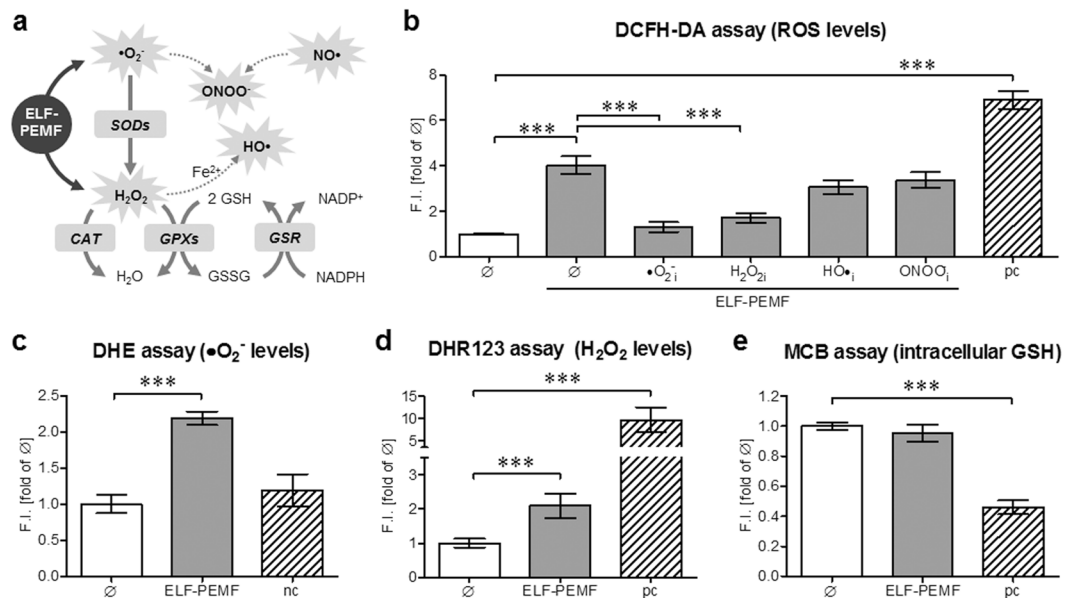 a
•O₂⁻
NO•
ONOO⁻
ELF-
PEMF
SODs
HO•
Fe²⁺
H₂O₂
2 GSH
NADP⁺
CAT
GPXs
GSR
H₂O
GSSG
NADPH
b
DCFH-DA assay (ROS levels)
F.I. [fold of ∅]
8
6
4
2
0
***
***
***
***
∅
∅
•O₂⁻ᵢ
H₂O₂ᵢ
HO•ᵢ
ONOO⁻ᵢ
pc
ELF-PEMF
c
DHE assay (•O₂⁻ levels)
F.I. [fold of ∅]
2.5
2.0
1.5
1.0
0.5
0.0
***
∅
ELF-PEMF
nc
d
DHR123 assay (H₂O₂ levels)
F.I. [fold of ∅]
15
10
5
3
2
1
0
***
***
∅
ELF-PEMF
pc
e
MCB assay (intracellular GSH)
F.I. [fold of ∅]
1.2
1.0
0.8
0.6
0.4
0.2
0.0
***
∅
ELF-PEMF
pc